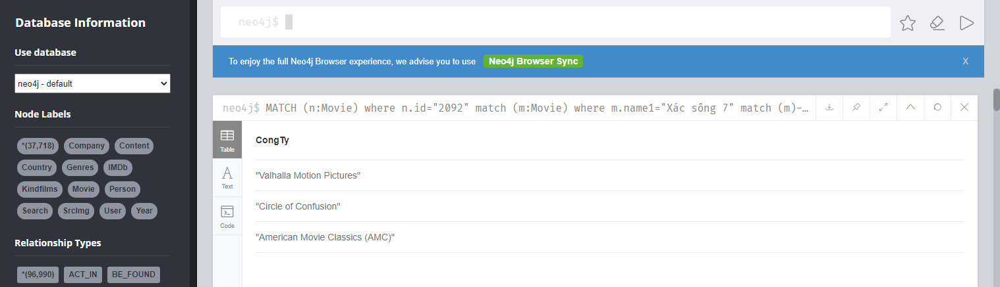 Database Information
Use database
neo4j - default
Node Labels
*(37,718) Company Content
Country Genres IMDb
Kindfilms Movie Person
Search SrcImg User Year
Relationship Types
*(96,990) ACT_IN BE_FOUND
neo4j$
To enjoy the full Neo4j Browser experience, we advise you to use Neo4j Browser Sync X
neo4j$ MATCH (n:Movie) where n.id="2092" match (m:Movie) where m.name1="Xác sống 7" match (m)-…
Table
Text
Code
CongTy
"Valhalla Motion Pictures"
"Circle of Confusion"
"American Movie Classics (AMC)"